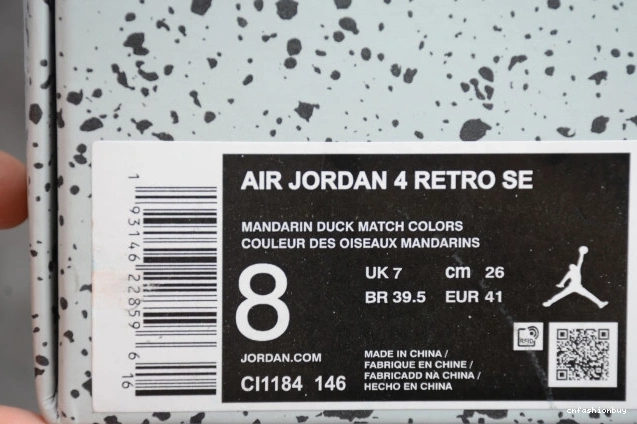 AIR JORDAN 4 RETRO SE
MANDARIN DUCK MATCH COLORS
COULEUR DES OISEAUX MANDARINS
8
UK 7 cm 26
BR 39.5 EUR 41
JORDAN.COM
CI1184 146
MADE IN CHINA /
FABRIQUE EN CHINE /
FABRICADD NA CHINA /
HECHO EN CHINA
RFID
1 93146 22859 6 16
cnfashionbuy